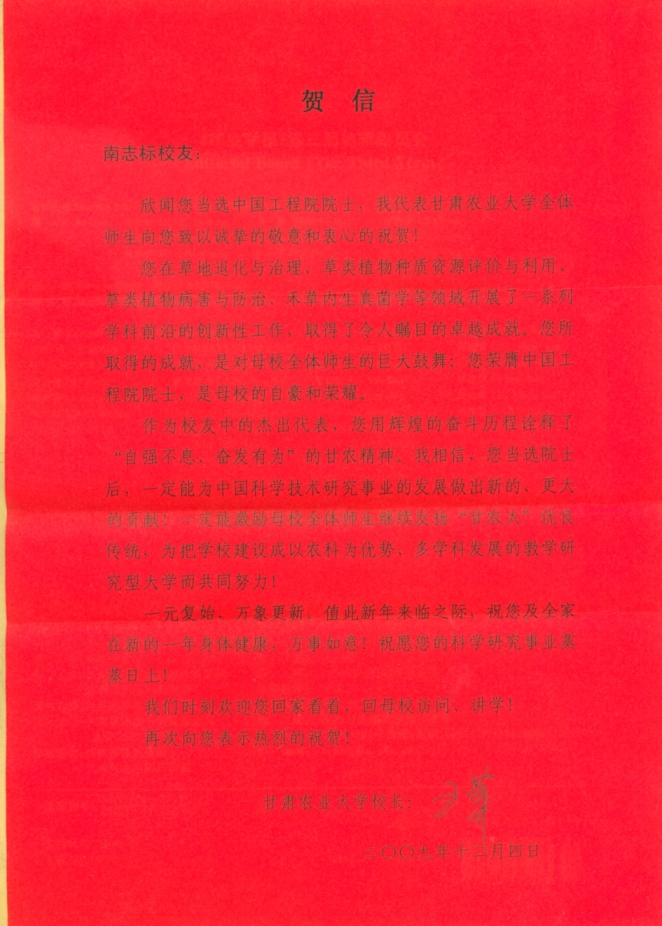 贺 信
南志标校友：
欣闻您当选中国工程院院士，我代表甘肃农业大学全体
师生向您致以诚挚的敬意和衷心的祝贺！
您在草地退化与治理、草类植物种质资源评价与利用、
草类植物病害与防治、禾草内生真菌学等领域开展了一系列
学科前沿的创新性工作，取得了令人瞩目的卓越成就。您所
取得的成就，是对母校全体师生的巨大鼓舞；您荣膺中国工
程院院士，是母校的自豪和荣耀。
作为校友中的杰出代表，您用辉煌的奋斗历程诠释了
“自强不息、奋发有为”的甘农精神。我相信，您当选院士
后，一定能为中国科学技术研究事业的发展做出新的、更大
的贡献！一定能激励母校全体师生继续发扬“甘农人”优良
传统，为把学校建设成以农科为优势、多学科发展的教学研
究型大学而共同努力！
一元复始，万象更新。值此新年来临之际，祝您及全家
在新的一年身体健康，万事如意！祝愿您的科学研究事业蒸
蒸日上！
我们时刻欢迎您回家看看，回母校访问、讲学！
再次向您表示热烈的祝贺！
甘肃农业大学校长：
二〇〇九年十二月四日